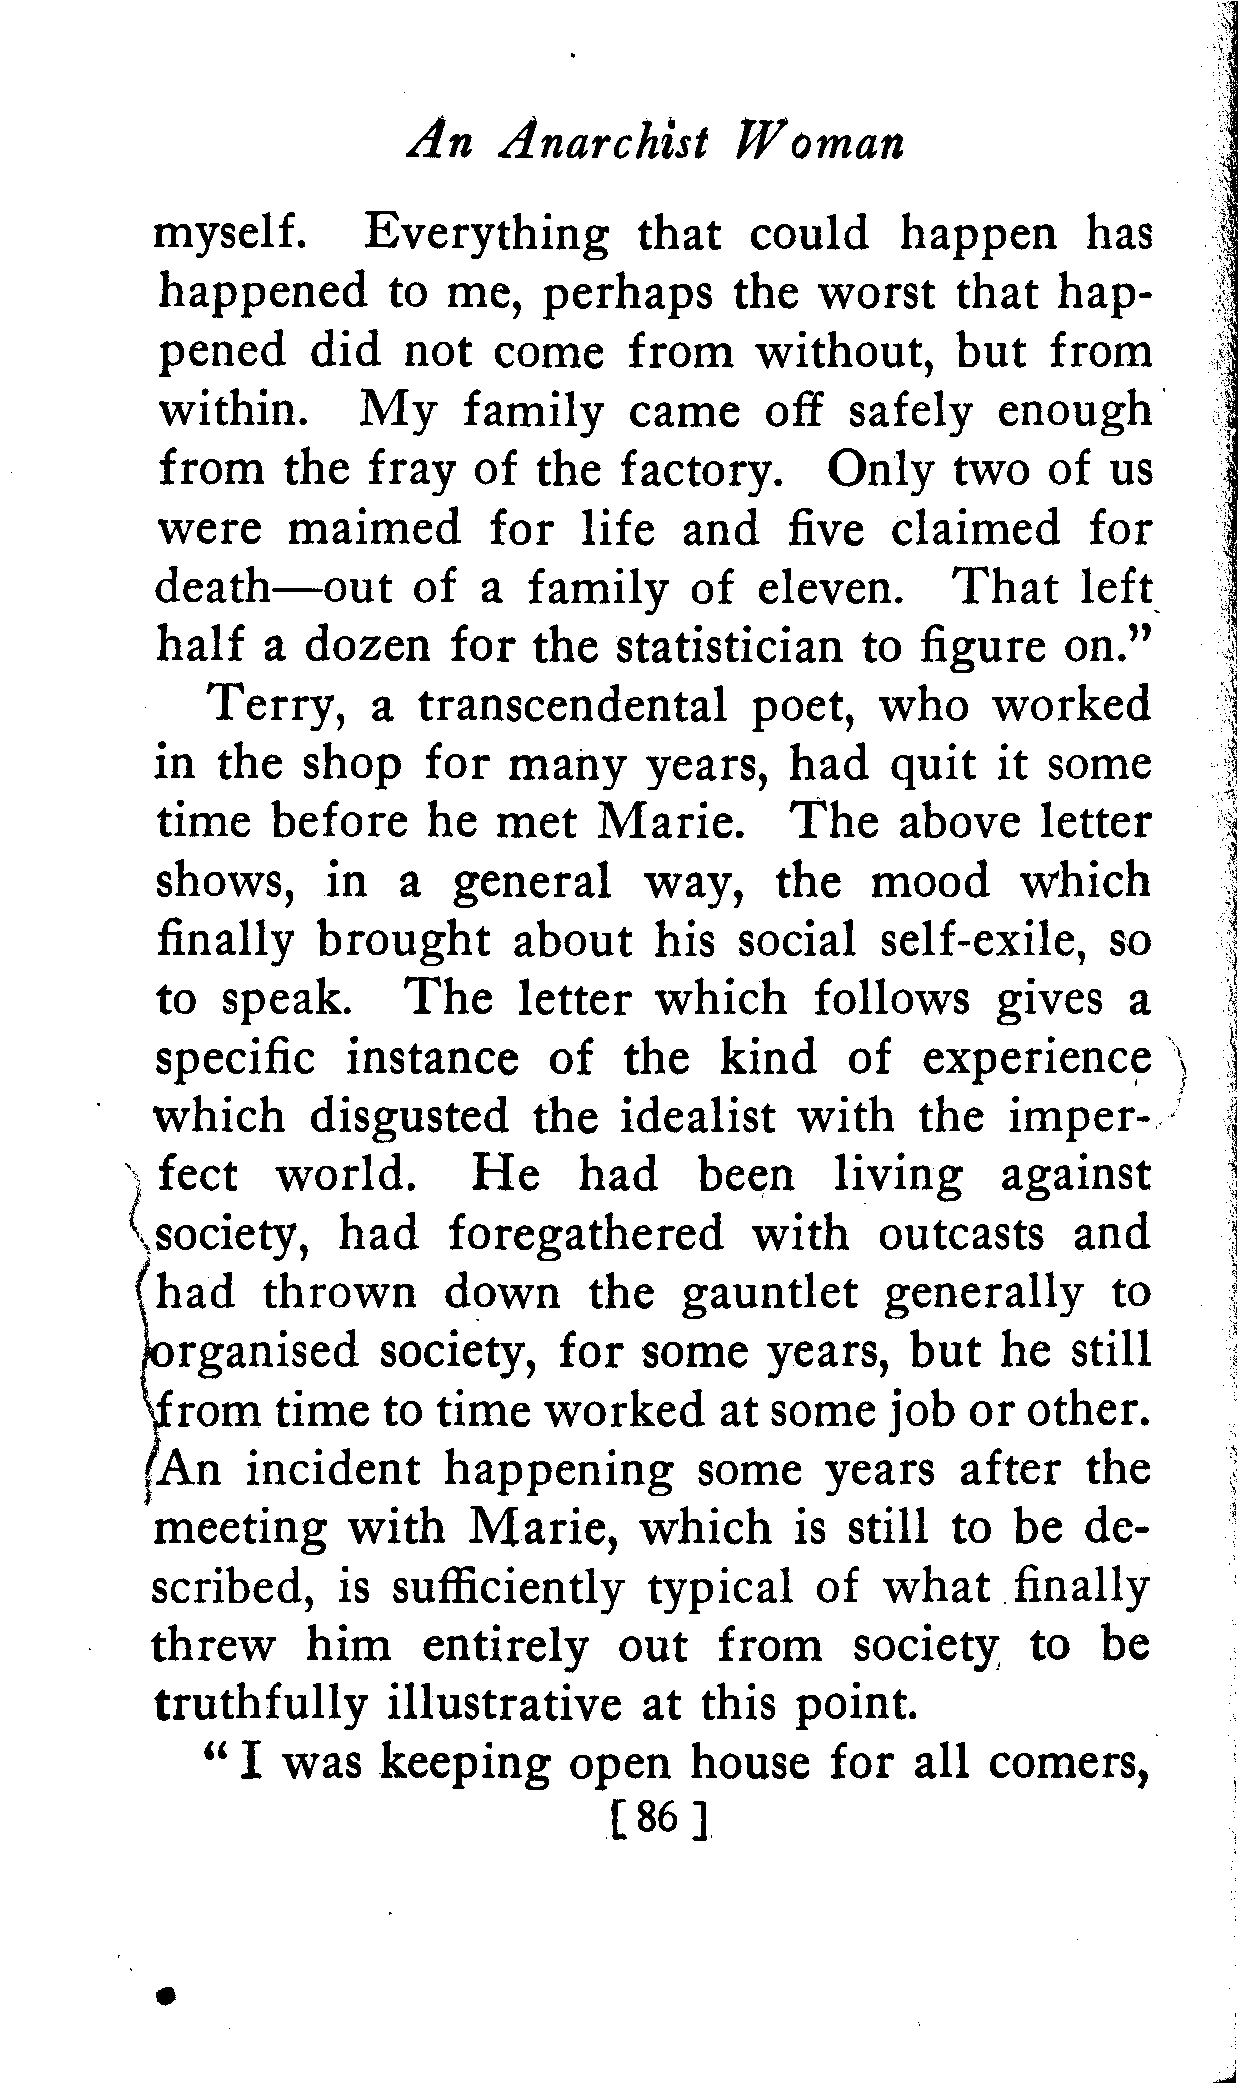 An Anarchist Woman
myself. Everything that could happen has
happened to me, perhaps the worst that hap-
pened did not come from without, but from
within. My family came off safely enough
from the fray of the factory. Only two of us
were maimed for life and five claimed for
death—out of a family of eleven. That left
half a dozen for the statistician to figure on.”
Terry, a transcendental poet, who worked
in the shop for many years, had quit it some
time before he met Marie. The above letter
shows, in a general way, the mood which
finally brought about his social self-exile, so
to speak. The letter which follows gives a
specific instance of the kind of experience
which disgusted the idealist with the imper-
fect world. He had been living against
society, had foregathered with outcasts and
had thrown down the gauntlet generally to
organised society, for some years, but he still
from time to time worked at some job or other.
An incident happening some years after the
meeting with Marie, which is still to be de-
scribed, is sufficiently typical of what finally
threw him entirely out from society to be
truthfully illustrative at this point.
“I was keeping open house for all comers,
[86]